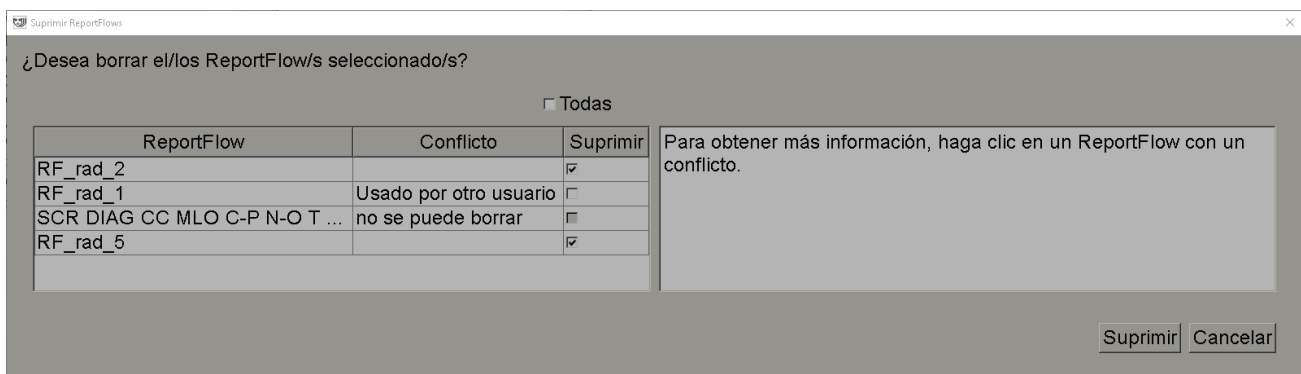 Suprimir ReportFlows
¿Desea borrar el/los ReportFlow/s seleccionado/s?
Todas
ReportFlow Conflicto Suprimir
RF_rad_2
RF_rad_1 Usado por otro usuario
SCR DIAG CC MLO C-P N-O T ... no se puede borrar
RF_rad_5
Para obtener más información, haga clic en un ReportFlow con un
conflicto.
Suprimir Cancelar